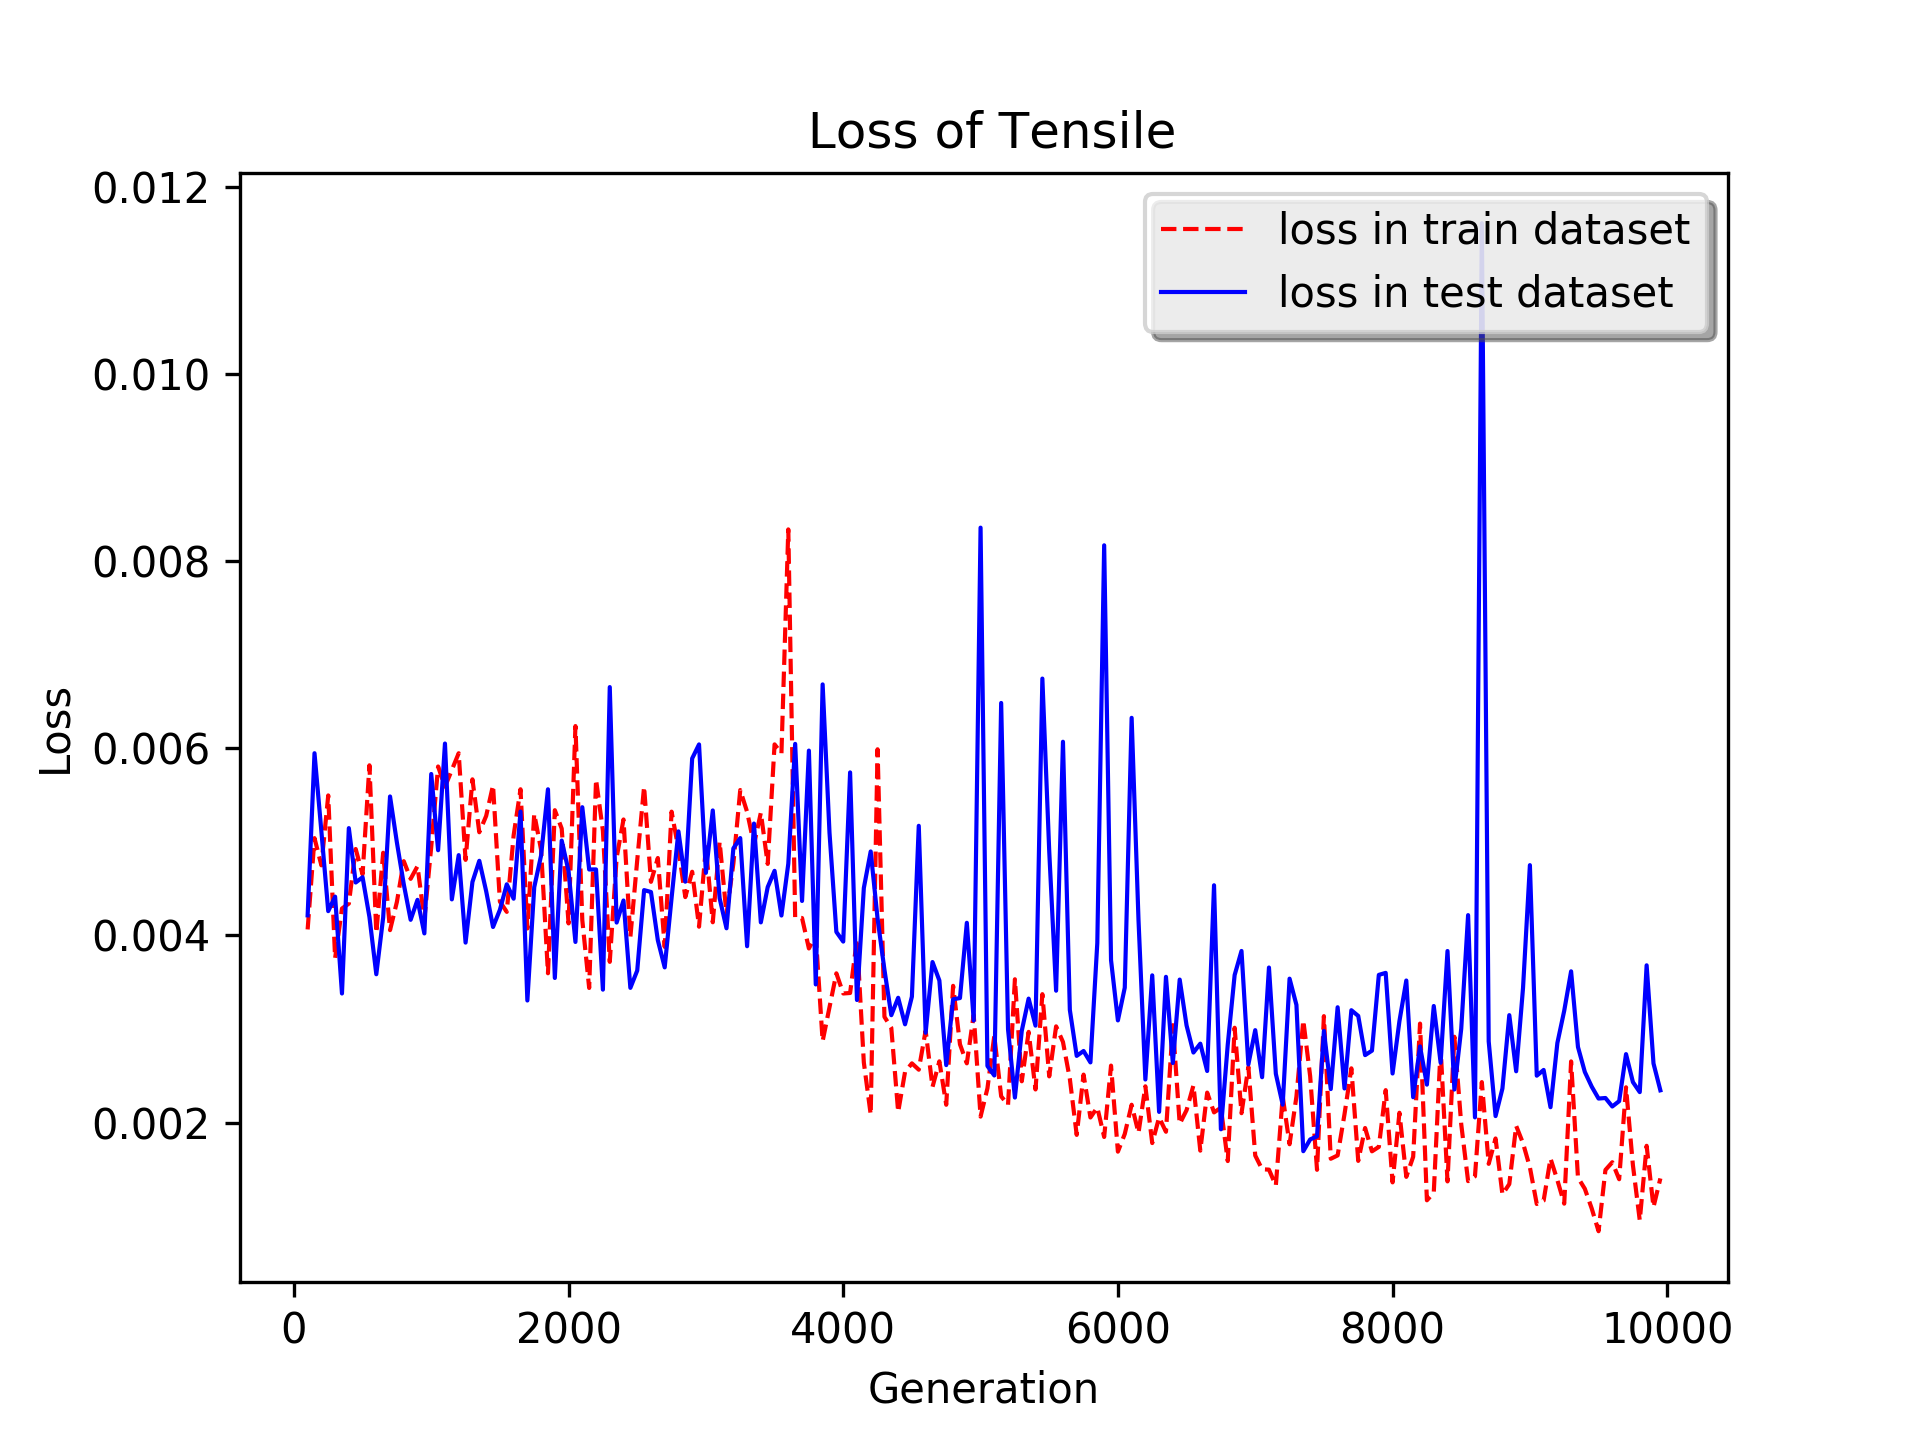 Loss of Tensile
0.012
0.010
0.008
0.006
0.004
0.002
Loss
loss in train dataset
loss in test dataset
0 2000 4000 6000 8000 10000
Generation